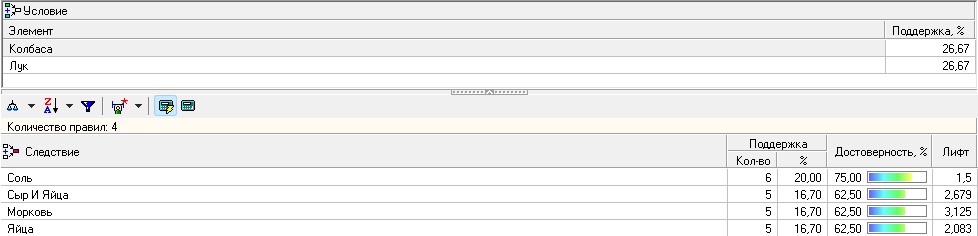 Условие
Элемент Поддержка, %
Колбаса 26,67
Лук 26,67
Количество правил: 4
Следствие Поддержка Достоверность, % Лифт
Кол-во %
Соль 6 20,00 75,00 1,5
Сыр И Яйца 5 16,70 62,50 2,679
Морковь 5 16,70 62,50 3,125
Яйца 5 16,70 62,50 2,083